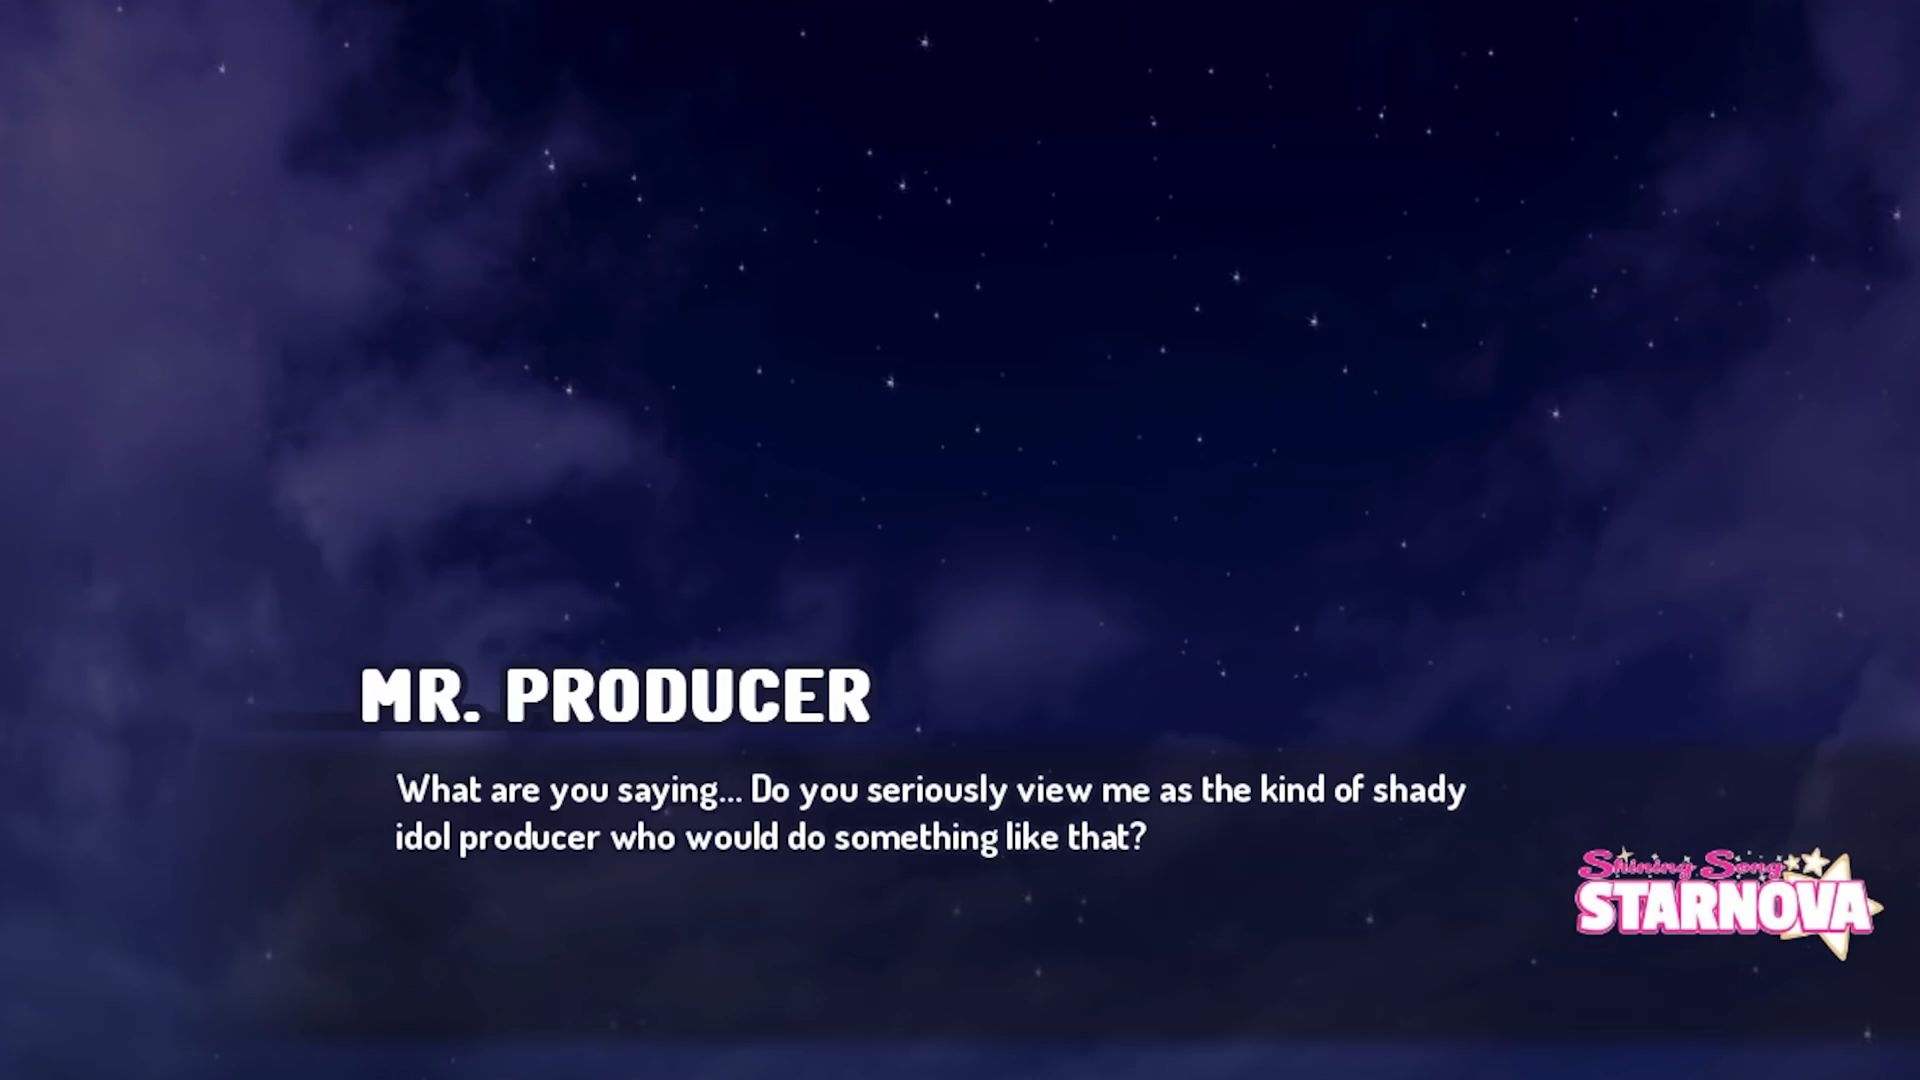 MR. PRODUCER
What are you saying... Do you seriously view me as the kind of shady
idol producer who would do something like that?
Shining Song
STARNOVA